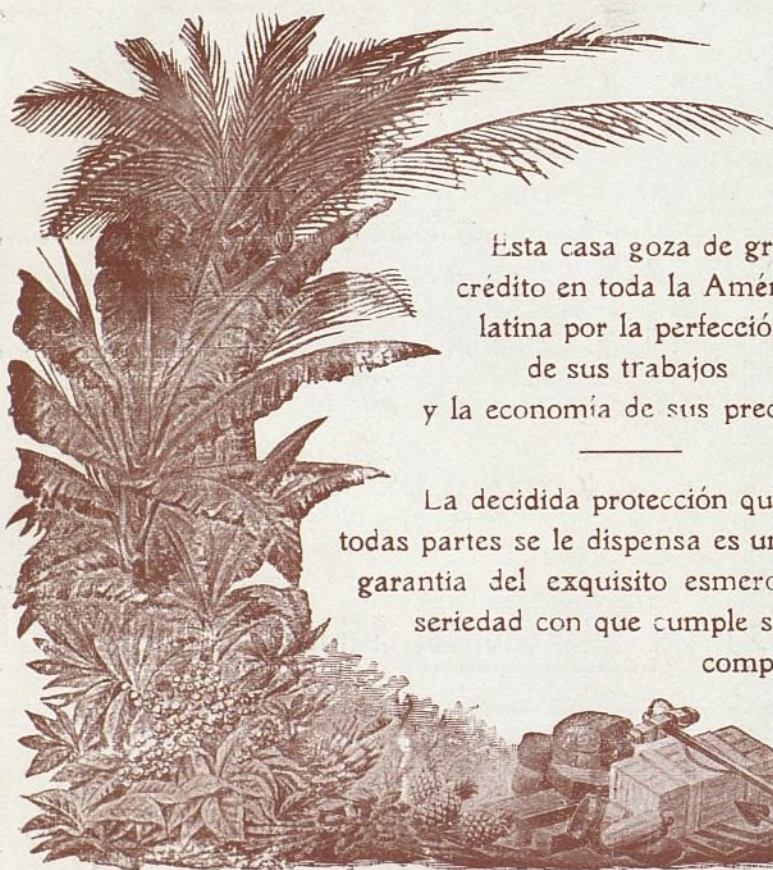 Esta casa goza de gr
crédito en toda la Amér
latina por la perfecció
de sus trabajos
y la economía de sus prec
La decidida protección qu
todas partes se le dispensa es un
garantia del exquisito esmero
seriedad con que cumple s
comp